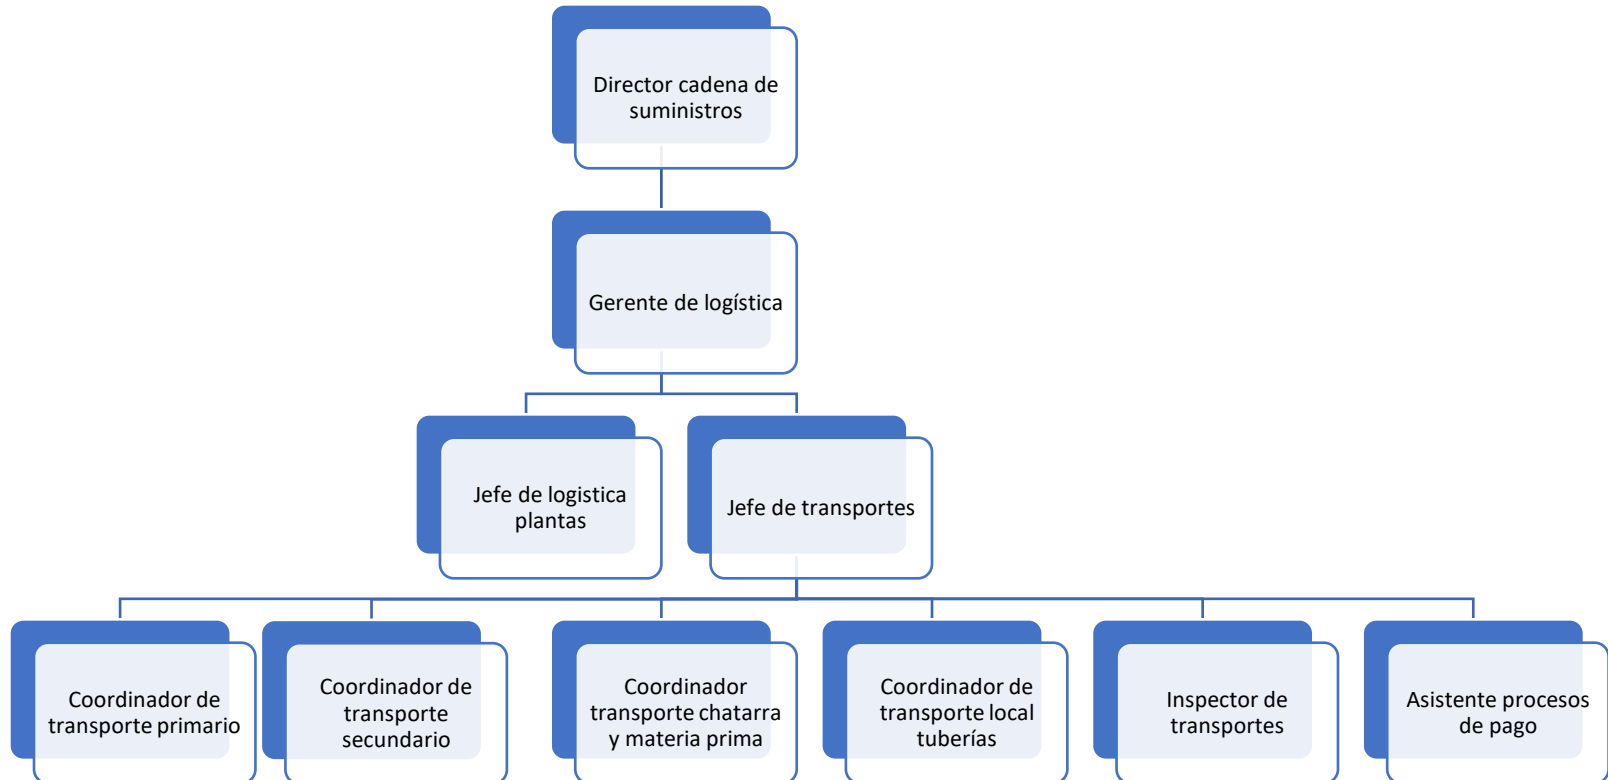 Director cadena de
suministros
Gerente de logística
Jefe de logistica
plantas
Jefe de transportes
Coordinador de
transporte primario
Coordinador de
transporte
secundario
Coordinador
transporte chatarra
y materia prima
Coordinador de
transporte local
tuberías
Inspector de
transportes
Asistente procesos
de pago